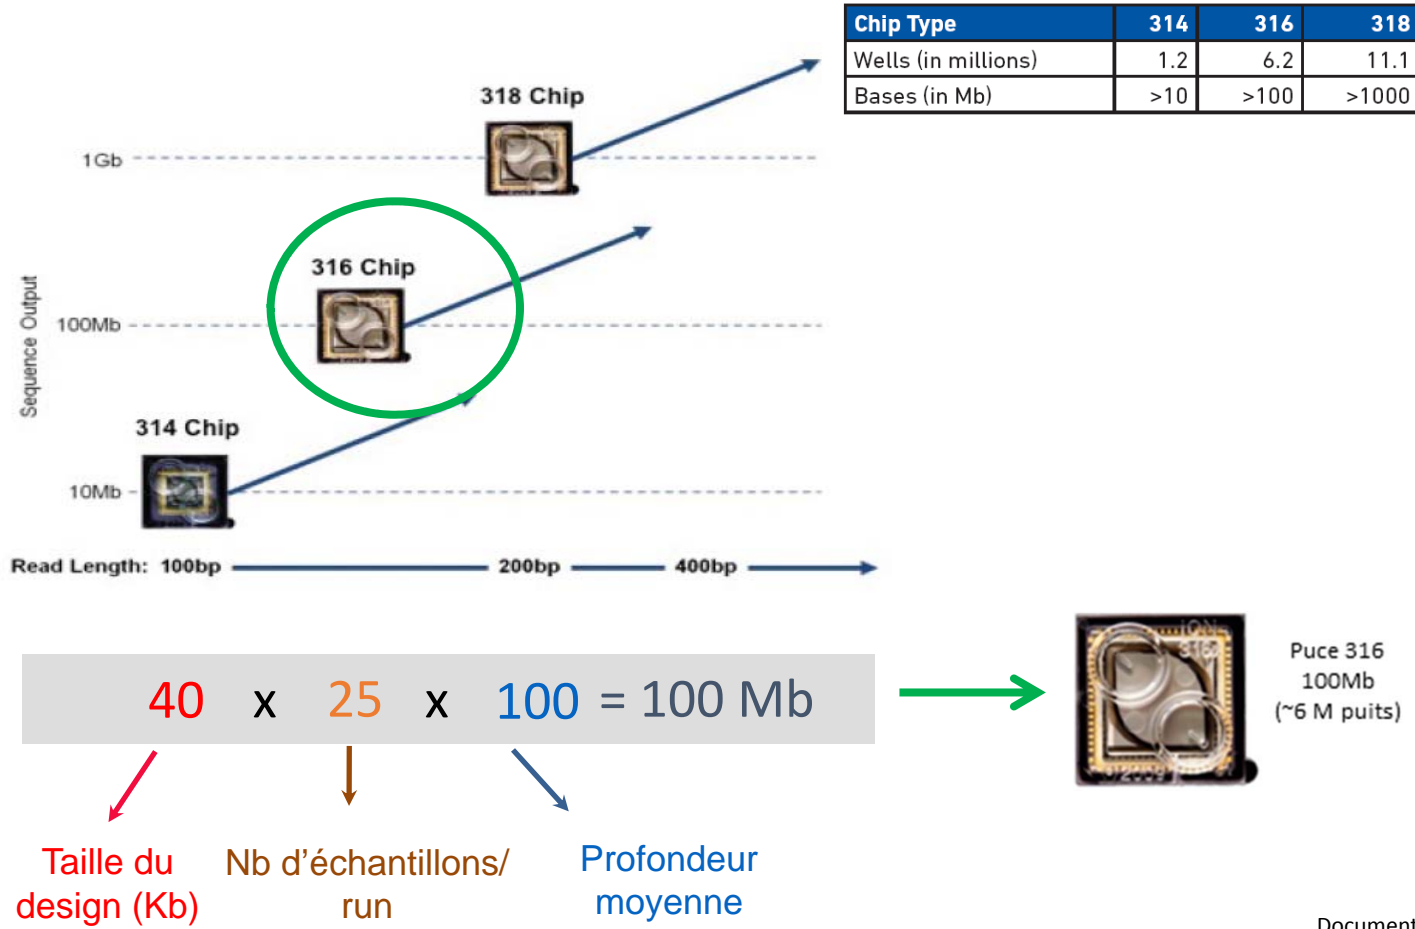 Chip Type 314 316 318
Wells (in millions) 1.2 6.2 11.1
Bases (in Mb) >10 >100 >1000
318 Chip
1Gb
316 Chip
Sequence Output
100Mb
314 Chip
10Mb
Read Length: 100bp 200bp 400bp
40 x 25 x 100 = 100 Mb
Puce 316
100Mb
(~6 M puits)
Taille du
design (Kb)
Nb d'échantillons/
run
Profondeur
moyenne
Document